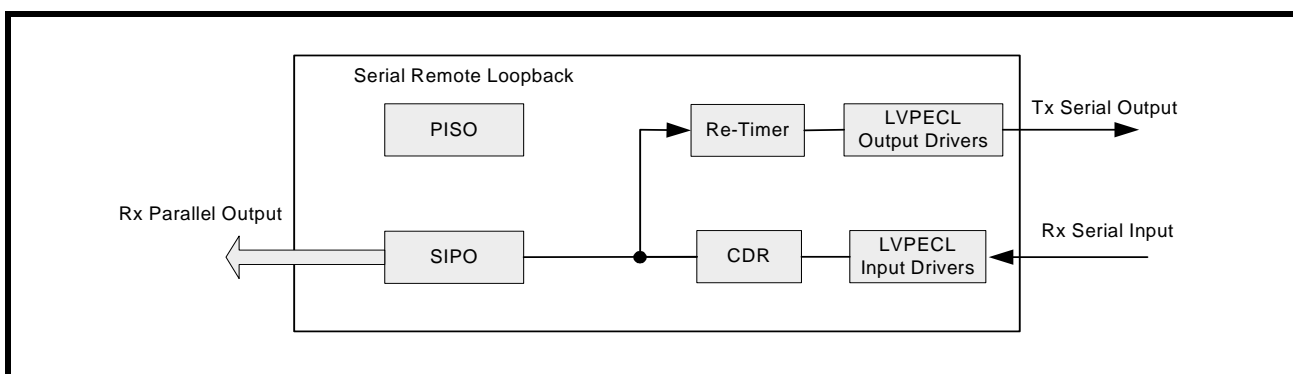 Serial Remote Loopback
PISO
Re-Timer
LVPECL
Output Drivers
Tx Serial Output
Rx Parallel Output
SIPO
CDR
LVPECL
Input Drivers
Rx Serial Input